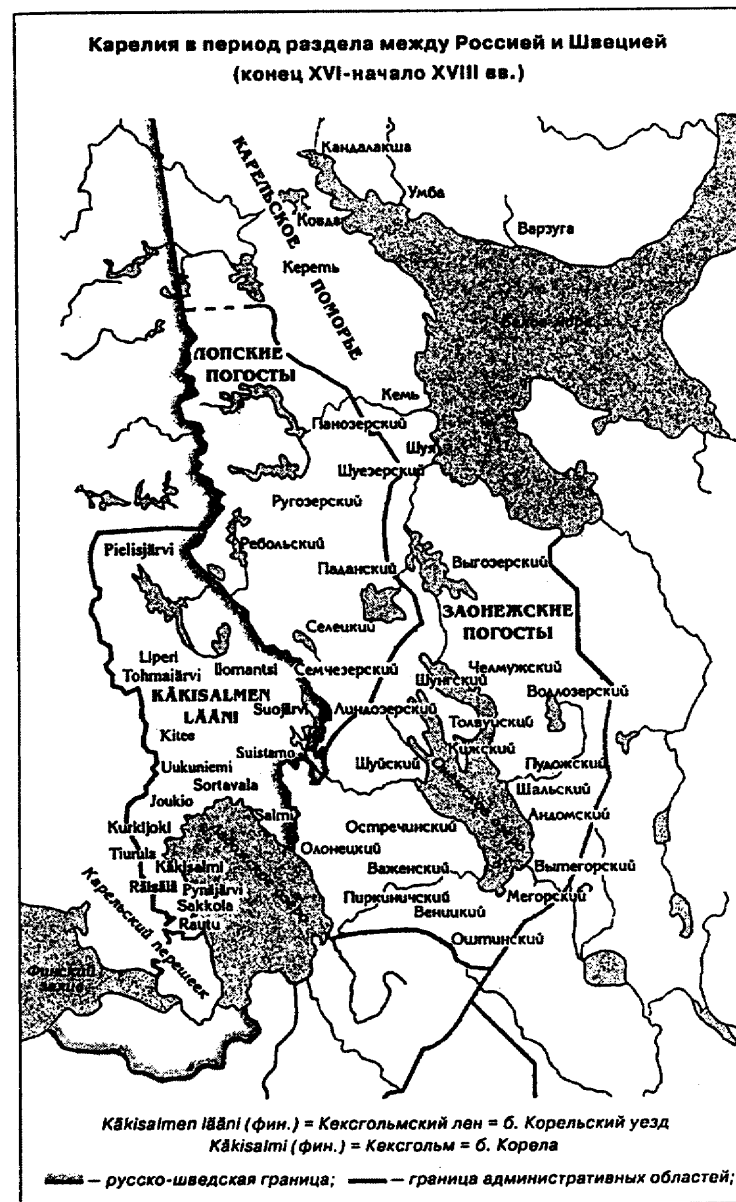 Карелия в период раздела между Россией и Швецией
(конец XVI-начало XVIII вв.)
Кандалакша
КАРЕЛЬСКОЕ ПОМОРЬЕ
Умба
Ковда
Варзуга
Кереть
ЛОПСКИЕ
ПОГОСТЫ
Кемь
Панозерский
Шуя
Шуезерский
Ругозерский
Ребольский
Pielisjärvi
Выгозерский
Паданский
ЗАОНЕЖСКИЕ
ПОГОСТЫ
Селецкий
Liperi
Ilomantsi
Семчезерский
Челмужский
Tohmajärvi
Шунгский
Водлозерский
KÄKISALMEN
LÄÄNI
Suojärvi
Линдозерский
Толвуйский
Kitee
Suistamo
Кижский
Uukuniemi
Шуйский
Пудожский
Sortavala
Шальский
Joukio
Salmi
Андомский
Kurkijoki
Остречинский
Tiurula
Олонецкий
Käkisalmi
Важенский
Вытегорский
Räisälä
Pyhäjärvi
Пиркиничский
Мегорский
Sakkola
Веницкий
Rautu
Карельский перешеек
Оштинский
Финский
залив
Käkisalmen lääni (фин.) = Кексгольмский лен = б. Корельский уезд
Käkisalmi (фин.) = Кексгольм = б. Корела
— русско-шведская граница; — граница административных областей;